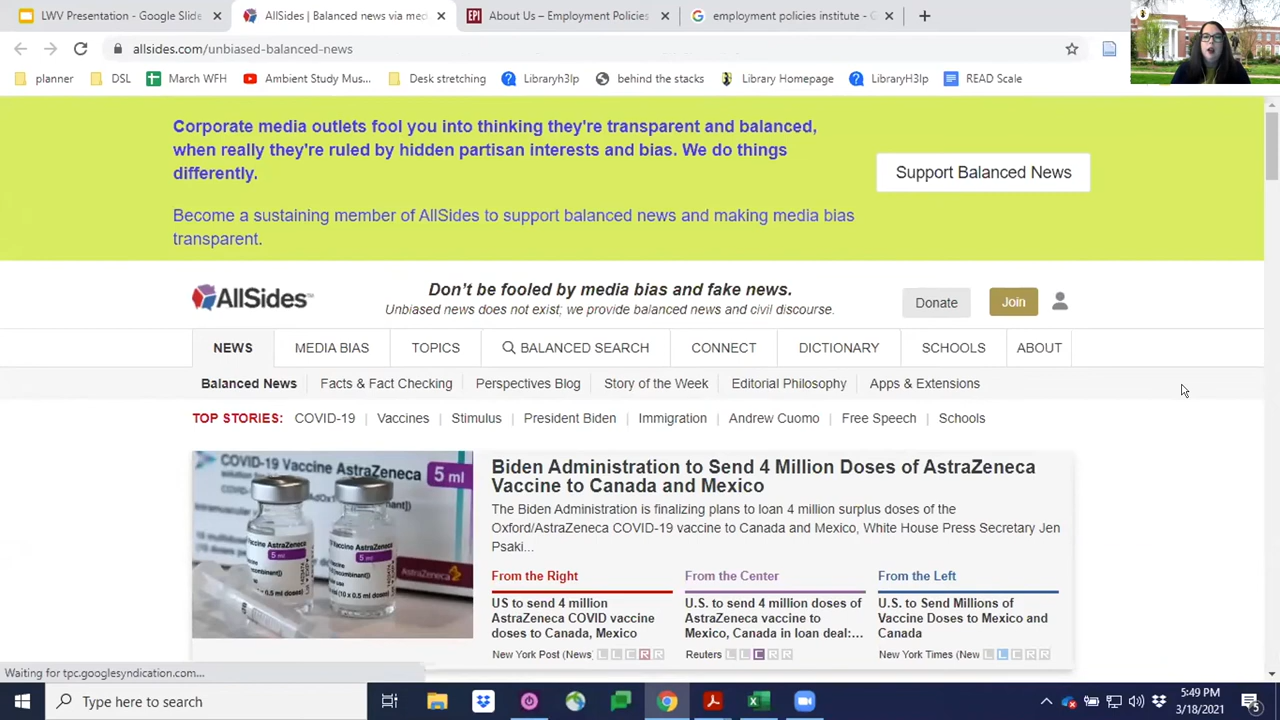 LWV Presentation - Google Slide
AllSides | Balanced news via med
EPI About Us – Employment Policies
employment policies institute - G
allsides.com/unbiased-balanced-news
planner DSL March WFH Ambient Study Mus... Desk stretching Libraryh3lp behind the stacks Library Homepage LibraryH3lp READ Scale
Corporate media outlets fool you into thinking they're transparent and balanced,
when really they're ruled by hidden partisan interests and bias. We do things
differently.
Support Balanced News
Become a sustaining member of AllSides to support balanced news and making media bias
transparent.
AllSides
Don't be fooled by media bias and fake news.
Unbiased news does not exist; we provide balanced news and civil discourse.
Donate
Join
NEWS MEDIA BIAS TOPICS BALANCED SEARCH CONNECT DICTIONARY SCHOOLS ABOUT
Balanced News Facts & Fact Checking Perspectives Blog Story of the Week Editorial Philosophy Apps & Extensions
TOP STORIES: COVID-19 | Vaccines | Stimulus | President Biden | Immigration | Andrew Cuomo | Free Speech | Schools
COVID-19 Vaccine AstraZeneca
5 ml
Biden Administration to Send 4 Million Doses of AstraZeneca
Vaccine to Canada and Mexico
The Biden Administration is finalizing plans to loan 4 million surplus doses of the
Oxford/AstraZeneca COVID-19 vaccine to Canada and Mexico, White House Press Secretary Jen
Psaki...
From the Right
US to send 4 million
AstraZeneca COVID vaccine
doses to Canada, Mexico
New York Post (News) L L C R R
From the Center
U.S. to send 4 million doses of
AstraZeneca vaccine to
Mexico, Canada in loan deal:...
Reuters L L C R R
From the Left
U.S. to Send Millions of
Vaccine Doses to Mexico and
Canada
New York Times (New L L C R R
Waiting for tpc.googlesyndication.com...
Type here to search
5:49 PM
3/18/2021
5